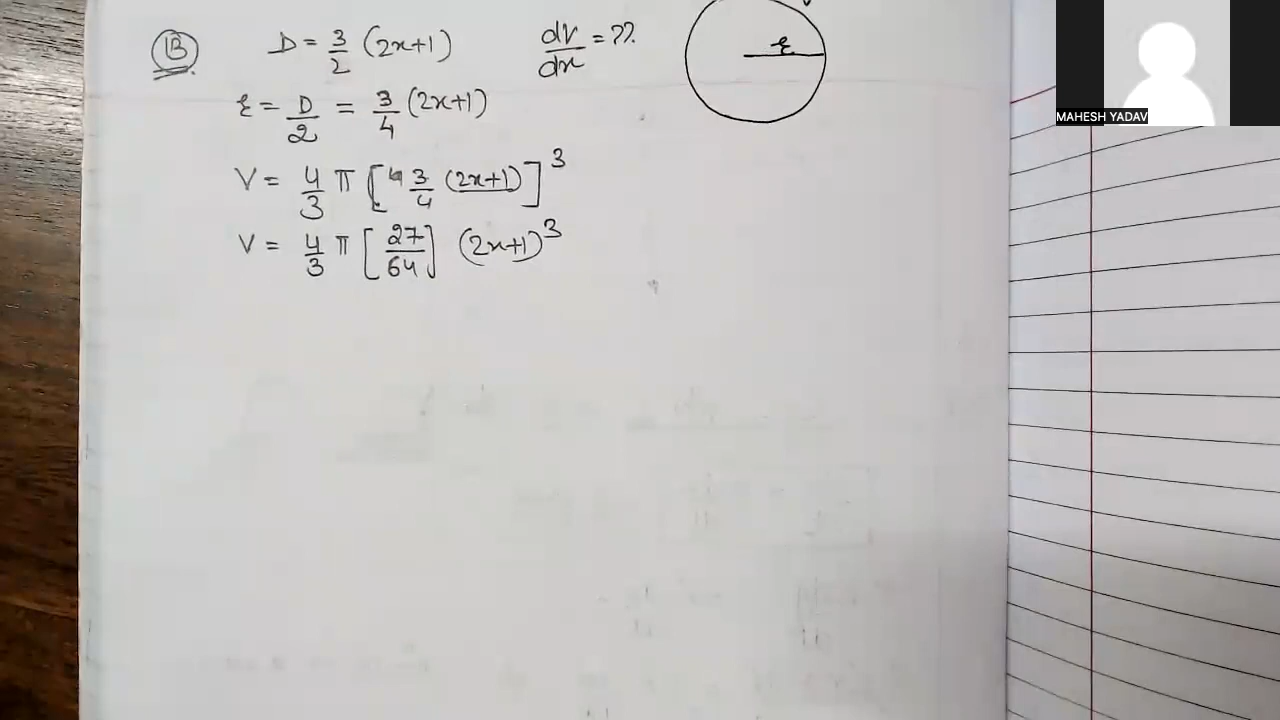 13 D = 3/2 (2x+1) dV/dx = ??
r = D/2 = 3/4 (2x+1)
V = 4/3 π [ 3/4 (2x+1) ]^3
V = 4/3 π [ 27/64 ] (2x+1)^3
r
MAHESH YADAV